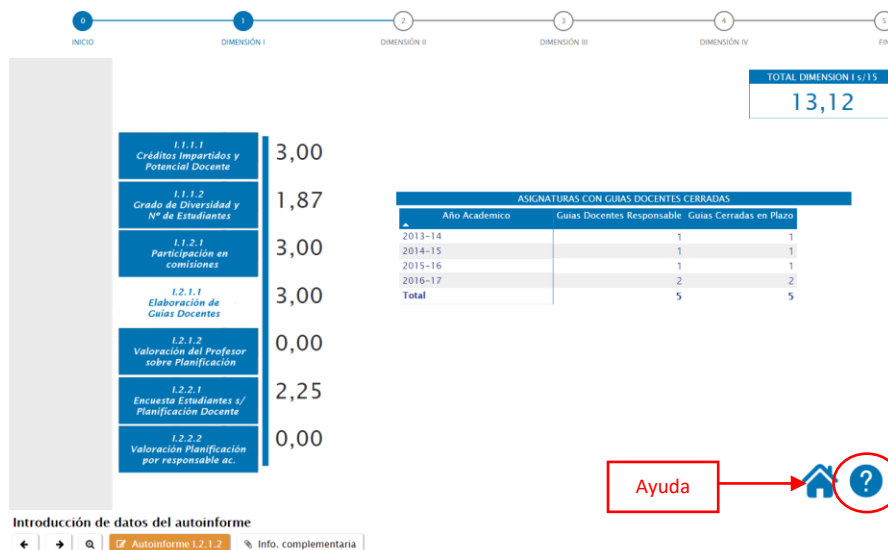 0
1
2
3
4
5
INICIO
DIMENSIÓN I
DIMENSIÓN II
DIMENSIÓN III
DIMENSIÓN IV
FIN
TOTAL DIMENSION I s/15
13,12
I.1.1.1
Créditos Impartidos y
Potencial Docente
3,00
I.1.1.2
Grado de Diversidad y
Nº de Estudiantes
1,87
I.1.2.1
Participación en
comisiones
3,00
I.2.1.1
Elaboración de
Guías Docentes
3,00
I.2.1.2
Valoración del Profesor
sobre Planificación
0,00
I.2.2.1
Encuesta Estudiantes s/
Planificación Docente
2,25
I.2.2.2
Valoración Planificación
por responsable ac.
0,00
ASIGNATURAS CON GUIAS DOCENTES CERRADAS
Año Academico Guias Docentes Responsable Guias Cerradas en Plazo
2013-14 1 1
2014-15 1 1
2015-16 1 1
2016-17 2 2
Total 5 5
Ayuda
?
Introducción de datos del autoinforme
Autoinforme I.2.1.2
Info. complementaria